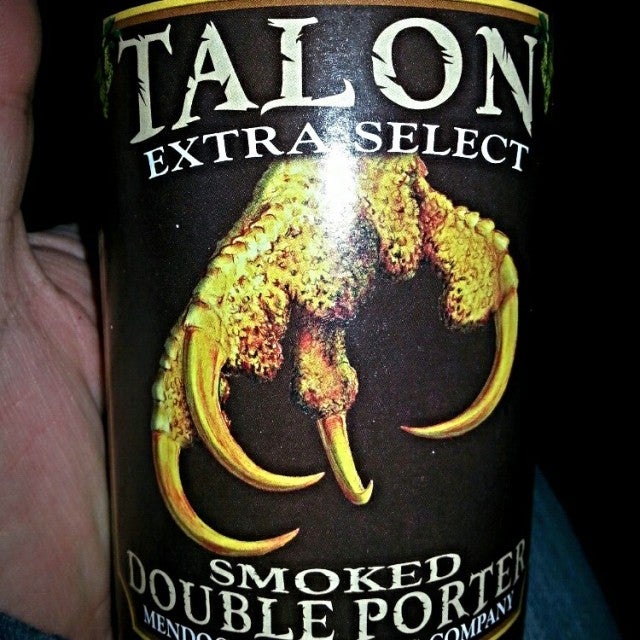 TALON
EXTRA SELECT
SMOKED
DOUBLE PORTER
COMPANY